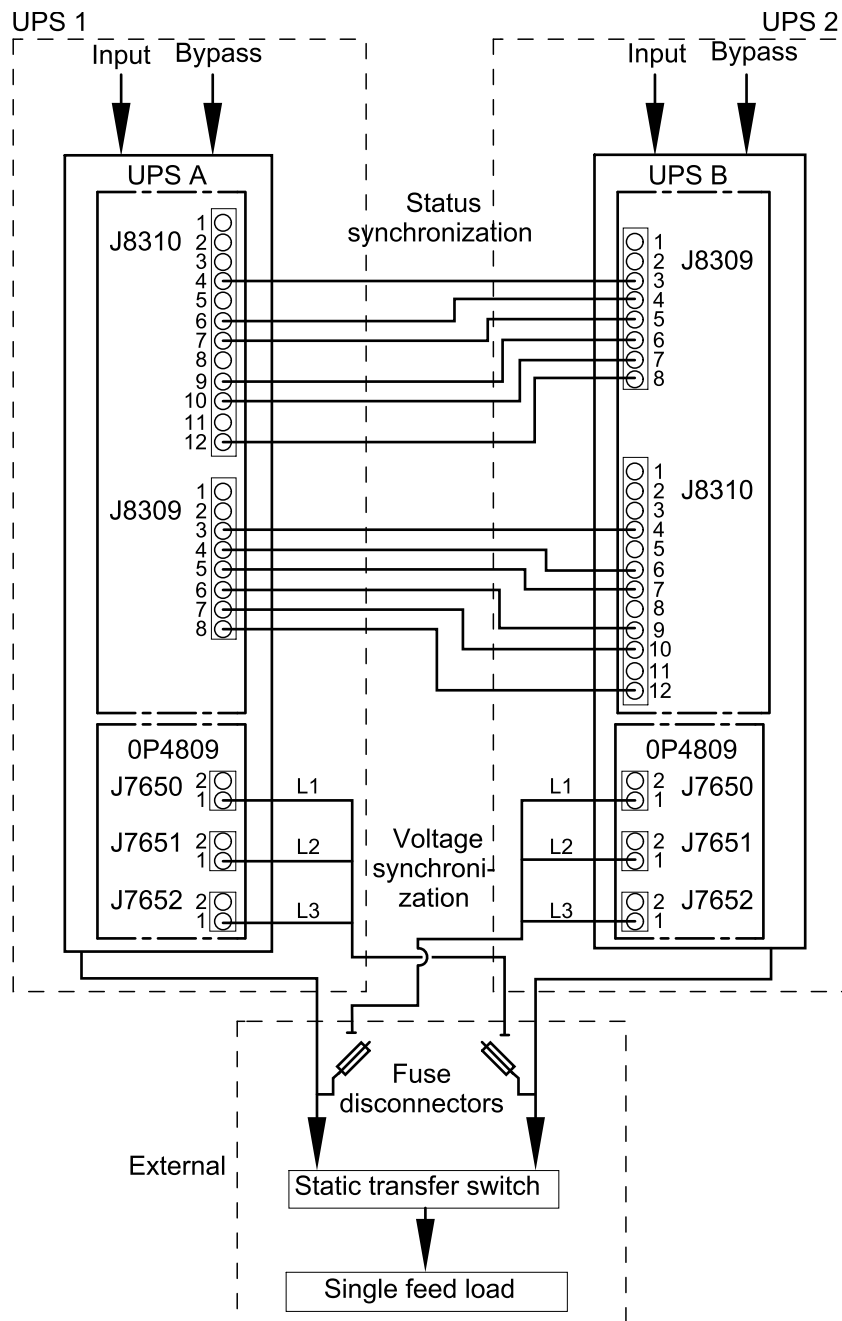 UPS 1
UPS 2
Input Bypass
Input Bypass
UPS A
UPS B
Status
synchronization
J8310
1
2
3
4
5
6
7
8
9
10
11
12
J8309
1
2
3
4
5
6
7
8
J8309
1
2
3
4
5
6
7
8
J8310
1
2
3
4
5
6
7
8
9
10
11
12
0P4809
J7650
2
1
L1
J7651
2
1
L2
J7652
2
1
L3
Voltage
synchroni-
zation
0P4809
L1
2
1
J7650
L2
2
1
J7651
L3
2
1
J7652
Fuse
disconnectors
External
Static transfer switch
Single feed load